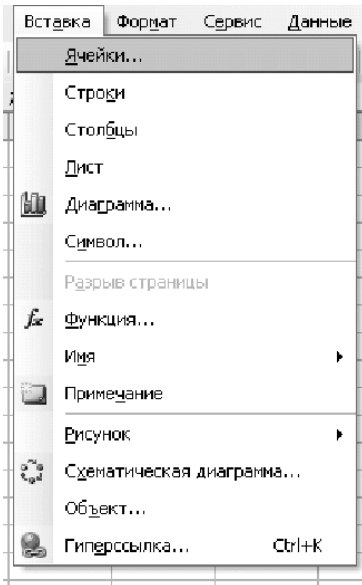 Вставка Формат Сервис Данные
Ячейки...
Строки
Столбцы
Лист
Диаграмма...
Символ...
Разрыв страницы
fx Функция...
Имя
Примечание
Рисунок
Схематическая диаграмма...
Объект...
Гиперссылка... Ctrl+K